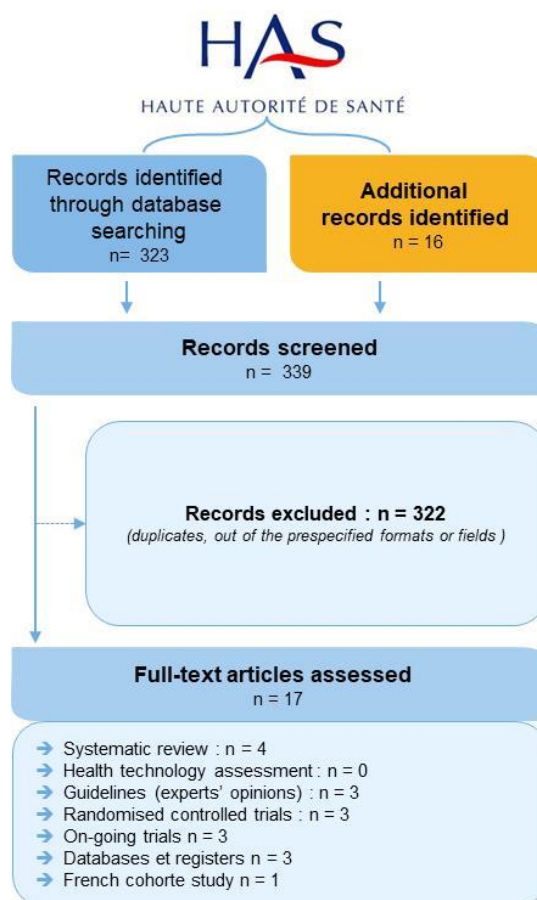 HAS
HAUTE AUTORITÉ DE SANTÉ
Records identified
through database
searching
n= 323
Additional
records identified
n = 16
Records screened
n = 339
Records excluded : n = 322
(duplicates, out of the prespecified formats or fields )
Full-text articles assessed
n = 17
➔ Systematic review : n = 4
➔ Health technology assessment : n = 0
➔ Guidelines (experts' opinions) : n = 3
➔ Randomised controlled trials : n = 3
➔ On-going trials n = 3
➔ Databases et registers n = 3
➔ French cohorte study n = 1